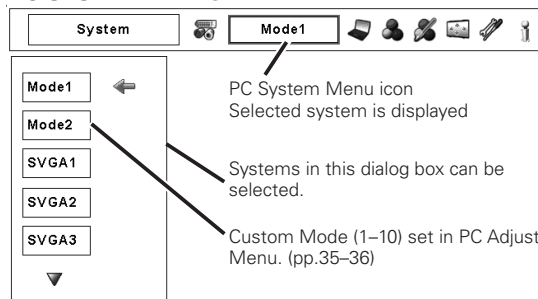 System
Mode1
Mode1
Mode2
SVGA1
SVGA2
SVGA3
PC System Menu icon
Selected system is displayed
Systems in this dialog box can be
selected.
Custom Mode (1–10) set in PC Adjust
Menu. (pp.35–36)